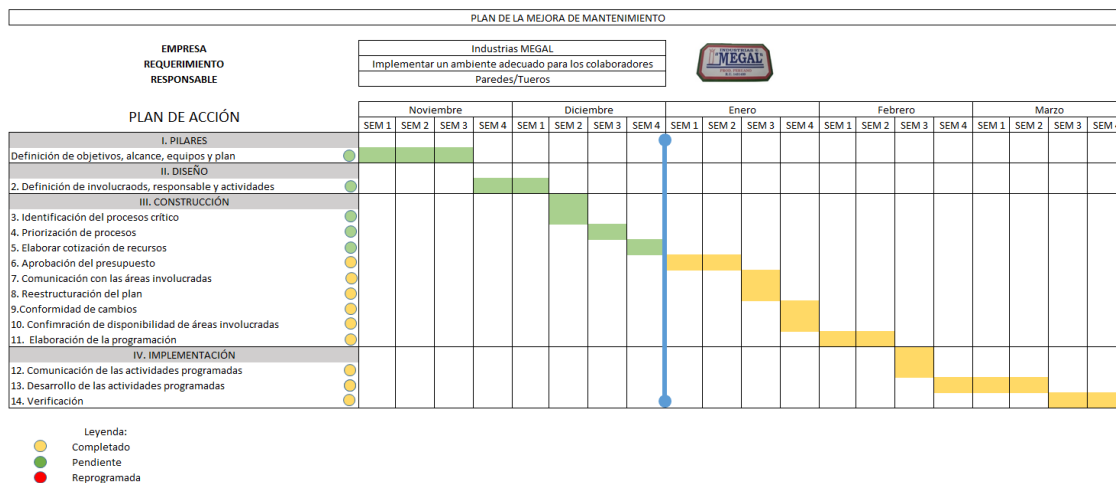 PLAN DE LA MEJORA DE MANTENIMIENTO
EMPRESA Industrias MEGAL
REQUERIMIENTO Implementar un ambiente adecuado para los colaboradores
RESPONSABLE Paredes/Tueros
INDUSTRIAS
"MEGAL"
PLAN DE ACCIÓN
Noviembre Diciembre Enero Febrero Marzo
SEM 1 SEM 2 SEM 3 SEM 4 SEM 1 SEM 2 SEM 3 SEM 4 SEM 1 SEM 2 SEM 3 SEM 4 SEM 1 SEM 2 SEM 3 SEM 4 SEM 1 SEM 2 SEM 3 SEM 4
I. PILARES
Definición de objetivos, alcance, equipos y plan
II. DISEÑO
2. Definición de involucraods, responsable y actividades
III. CONSTRUCCIÓN
3. Identificación del procesos crítico
4. Priorización de procesos
5. Elaborar cotización de recursos
6. Aprobación del presupuesto
7. Comunicación con las áreas involucradas
8. Reestructuración del plan
9.Conformidad de cambios
10. Confimración de disponibilidad de áreas involucradas
11. Elaboración de la programación
IV. IMPLEMENTACIÓN
12. Comunicación de las actividades programadas
13. Desarrollo de las actividades programadas
14. Verificación
Leyenda:
Completado
Pendiente
Reprogramada